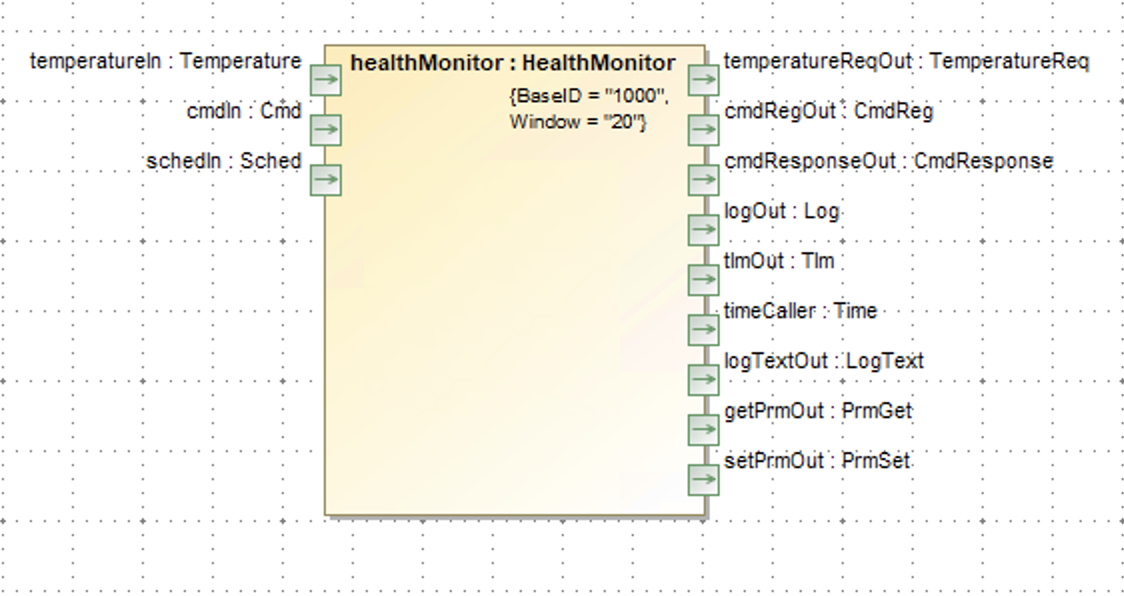 temperatureIn : Temperature
cmdIn : Cmd
schedIn : Sched
healthMonitor : HealthMonitor
{BaseID = "1000",
Window = "20"}
temperatureReqOut : TemperatureReq
cmdRegOut : CmdReg
cmdResponseOut : CmdResponse
logOut : Log
tlmOut : Tlm
timeCaller : Time
logTextOut : LogText
getPrmOut : PrmGet
setPrmOut : PrmSet